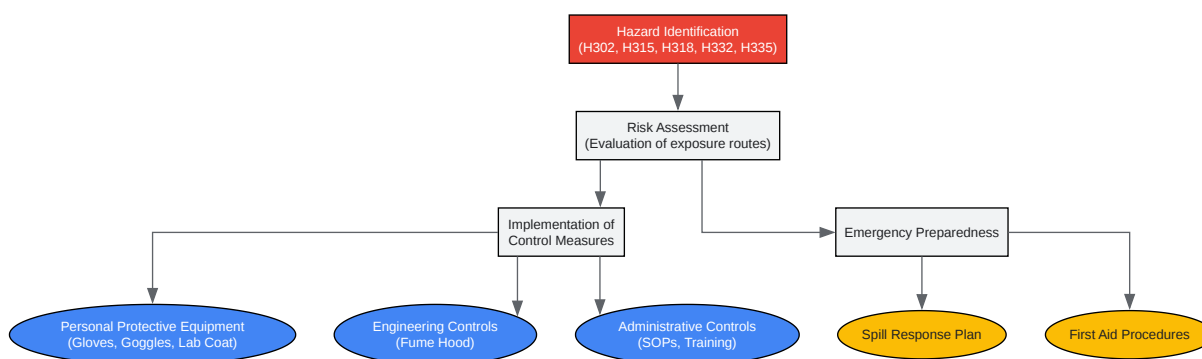 Hazard Identification
(H302, H315, H318, H332, H335)
Risk Assessment
(Evaluation of exposure routes)
Implementation of
Control Measures
Emergency Preparedness
Personal Protective Equipment
(Gloves, Goggles, Lab Coat)
Engineering Controls
(Fume Hood)
Administrative Controls
(SOPs, Training)
Spill Response Plan
First Aid Procedures